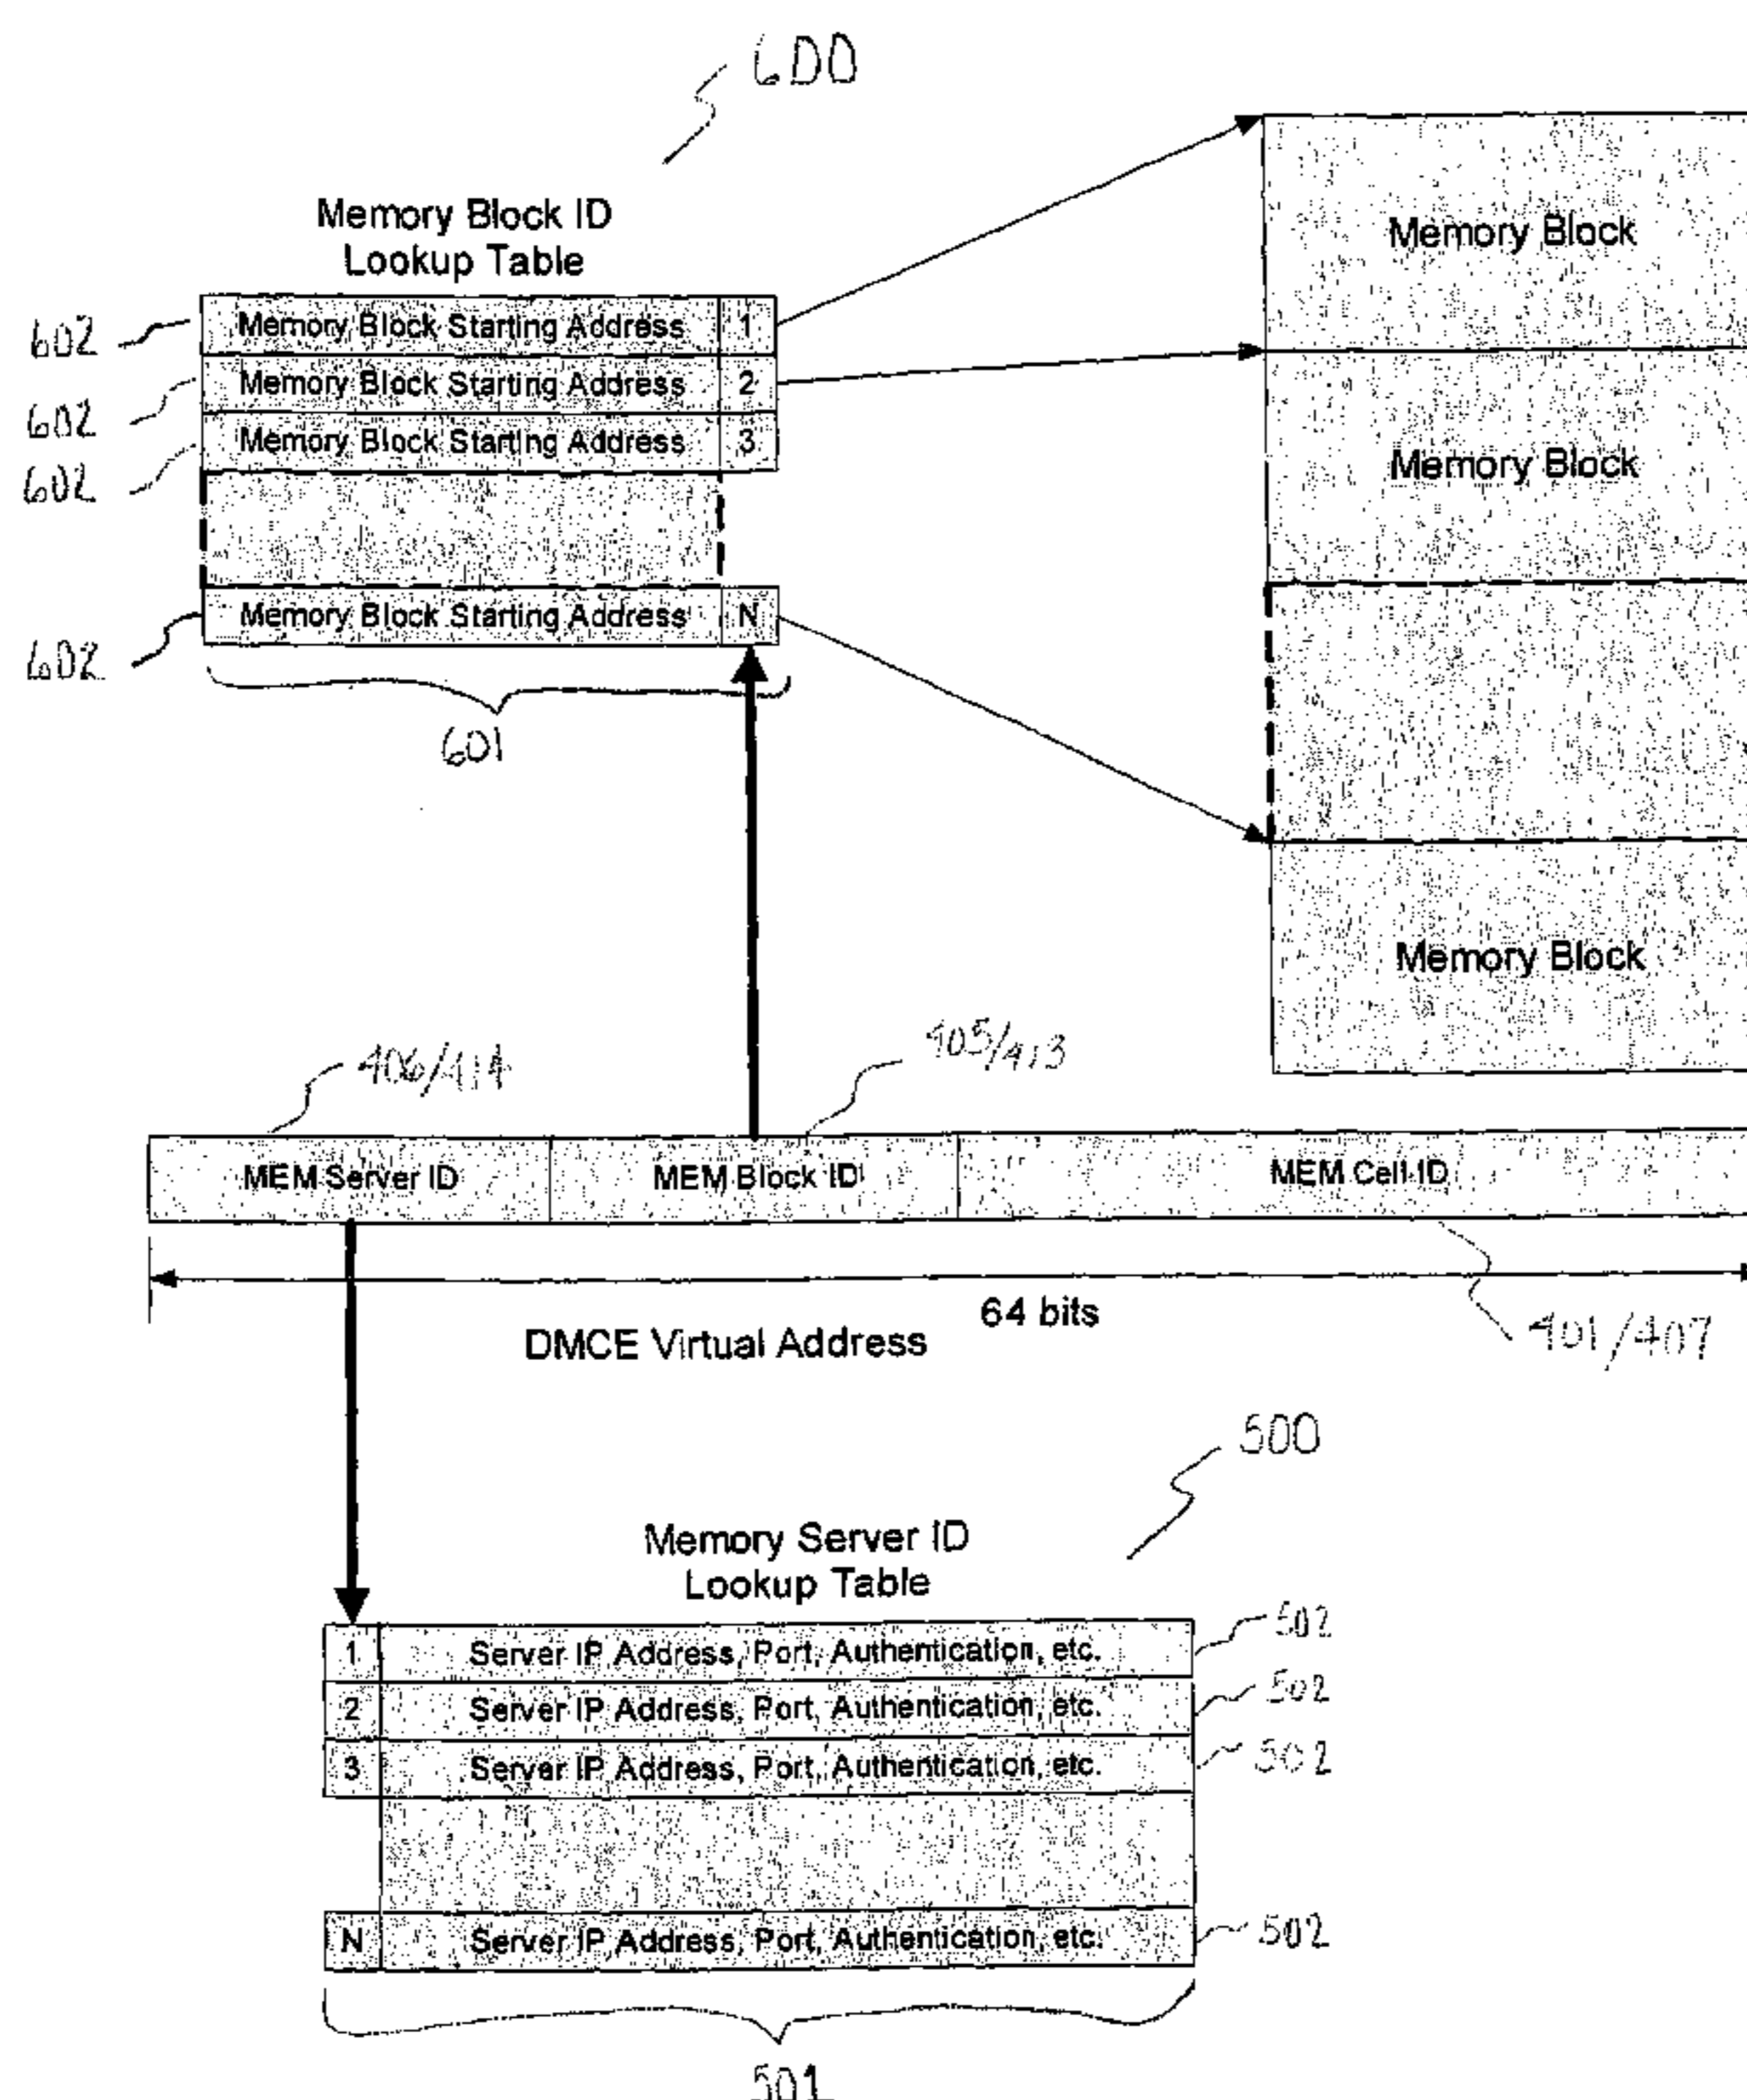 600
Memory Block ID
Lookup Table
602 Memory Block Starting Address 1
602 Memory Block Starting Address 2
602 Memory Block Starting Address 3
602 Memory Block Starting Address N
601
Memory Block
Memory Block
Memory Block
406/414
405/413
MEM Server ID MEM Block ID MEM Cell ID
64 bits
DMCE Virtual Address
401/407
500
Memory Server ID
Lookup Table
1 Server IP Address, Port, Authentication, etc. 502
2 Server IP Address, Port, Authentication, etc. 502
3 Server IP Address, Port, Authentication, etc. 502
N Server IP Address, Port, Authentication, etc. 502
501